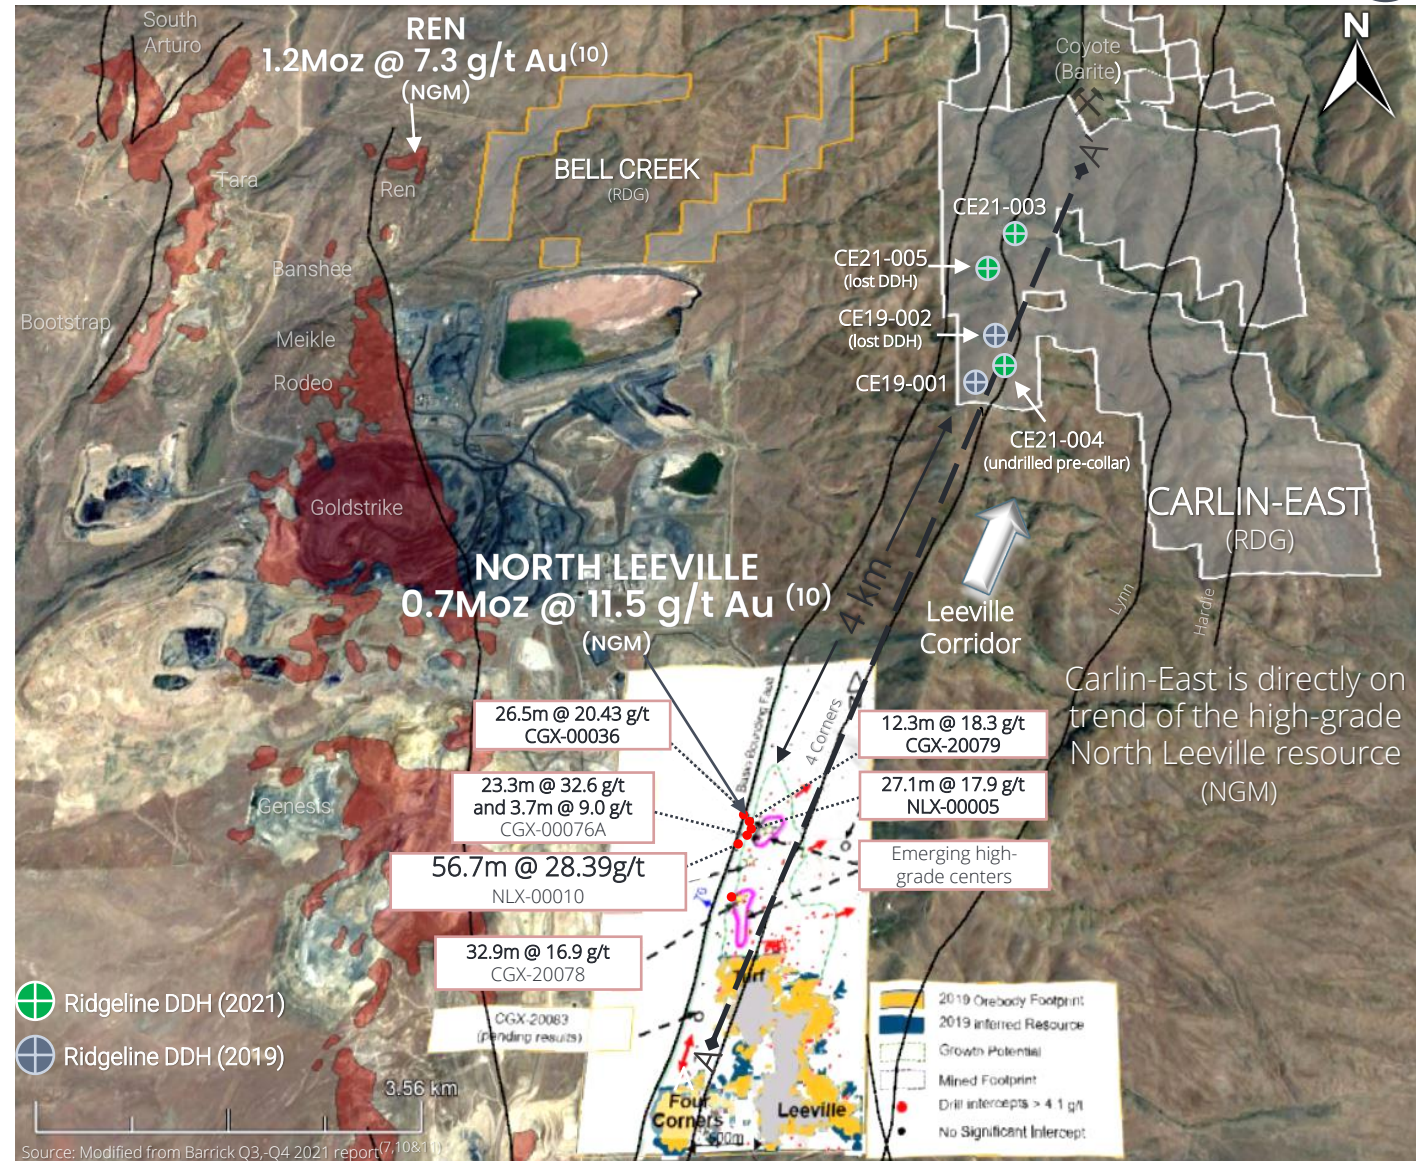 South
Arturo
REN
1.2Moz @ 7.3 g/t Au(10)
(NGM)
N
Coyote
(Barite)
A
BELL CREEK
(RDG)
Tara
Ren
CE21-003
Banshee
CE21-005
(lost DDH)
Bootstrap
Meikle
CE19-002
(lost DDH)
Rodeo
CE19-001
CE21-004
(undrilled pre-collar)
Goldstrike
CARLIN-EAST
(RDG)
NORTH LEEVILLE
0.7Moz @ 11.5 g/t Au (10)
(NGM)
4 km
Leeville
Corridor
Lynn
Hardie
Carlin-East is directly on
trend of the high-grade
North Leeville resource
(NGM)
26.5m @ 20.43 g/t
CGX-00036
Bounding Fault
4 Corners
12.3m @ 18.3 g/t
CGX-20079
23.3m @ 32.6 g/t
and 3.7m @ 9.0 g/t
CGX-00076A
27.1m @ 17.9 g/t
NLX-00005
Genesis
56.7m @ 28.39g/t
NLX-00010
Emerging high-
grade centers
32.9m @ 16.9 g/t
CGX-20078
Turf
CGX-20083
(pending results)
A
Four
Corners
Leeville
Ridgeline DDH (2021)
Ridgeline DDH (2019)
3.56 km
2019 Orebody Footprint
2019 Inferred Resource
Growth Potential
Mined Footprint
Drill intercepts > 4.1 g/t
No Significant Intercept
Source: Modified from Barrick Q3,-Q4 2021 report(7,10&11)